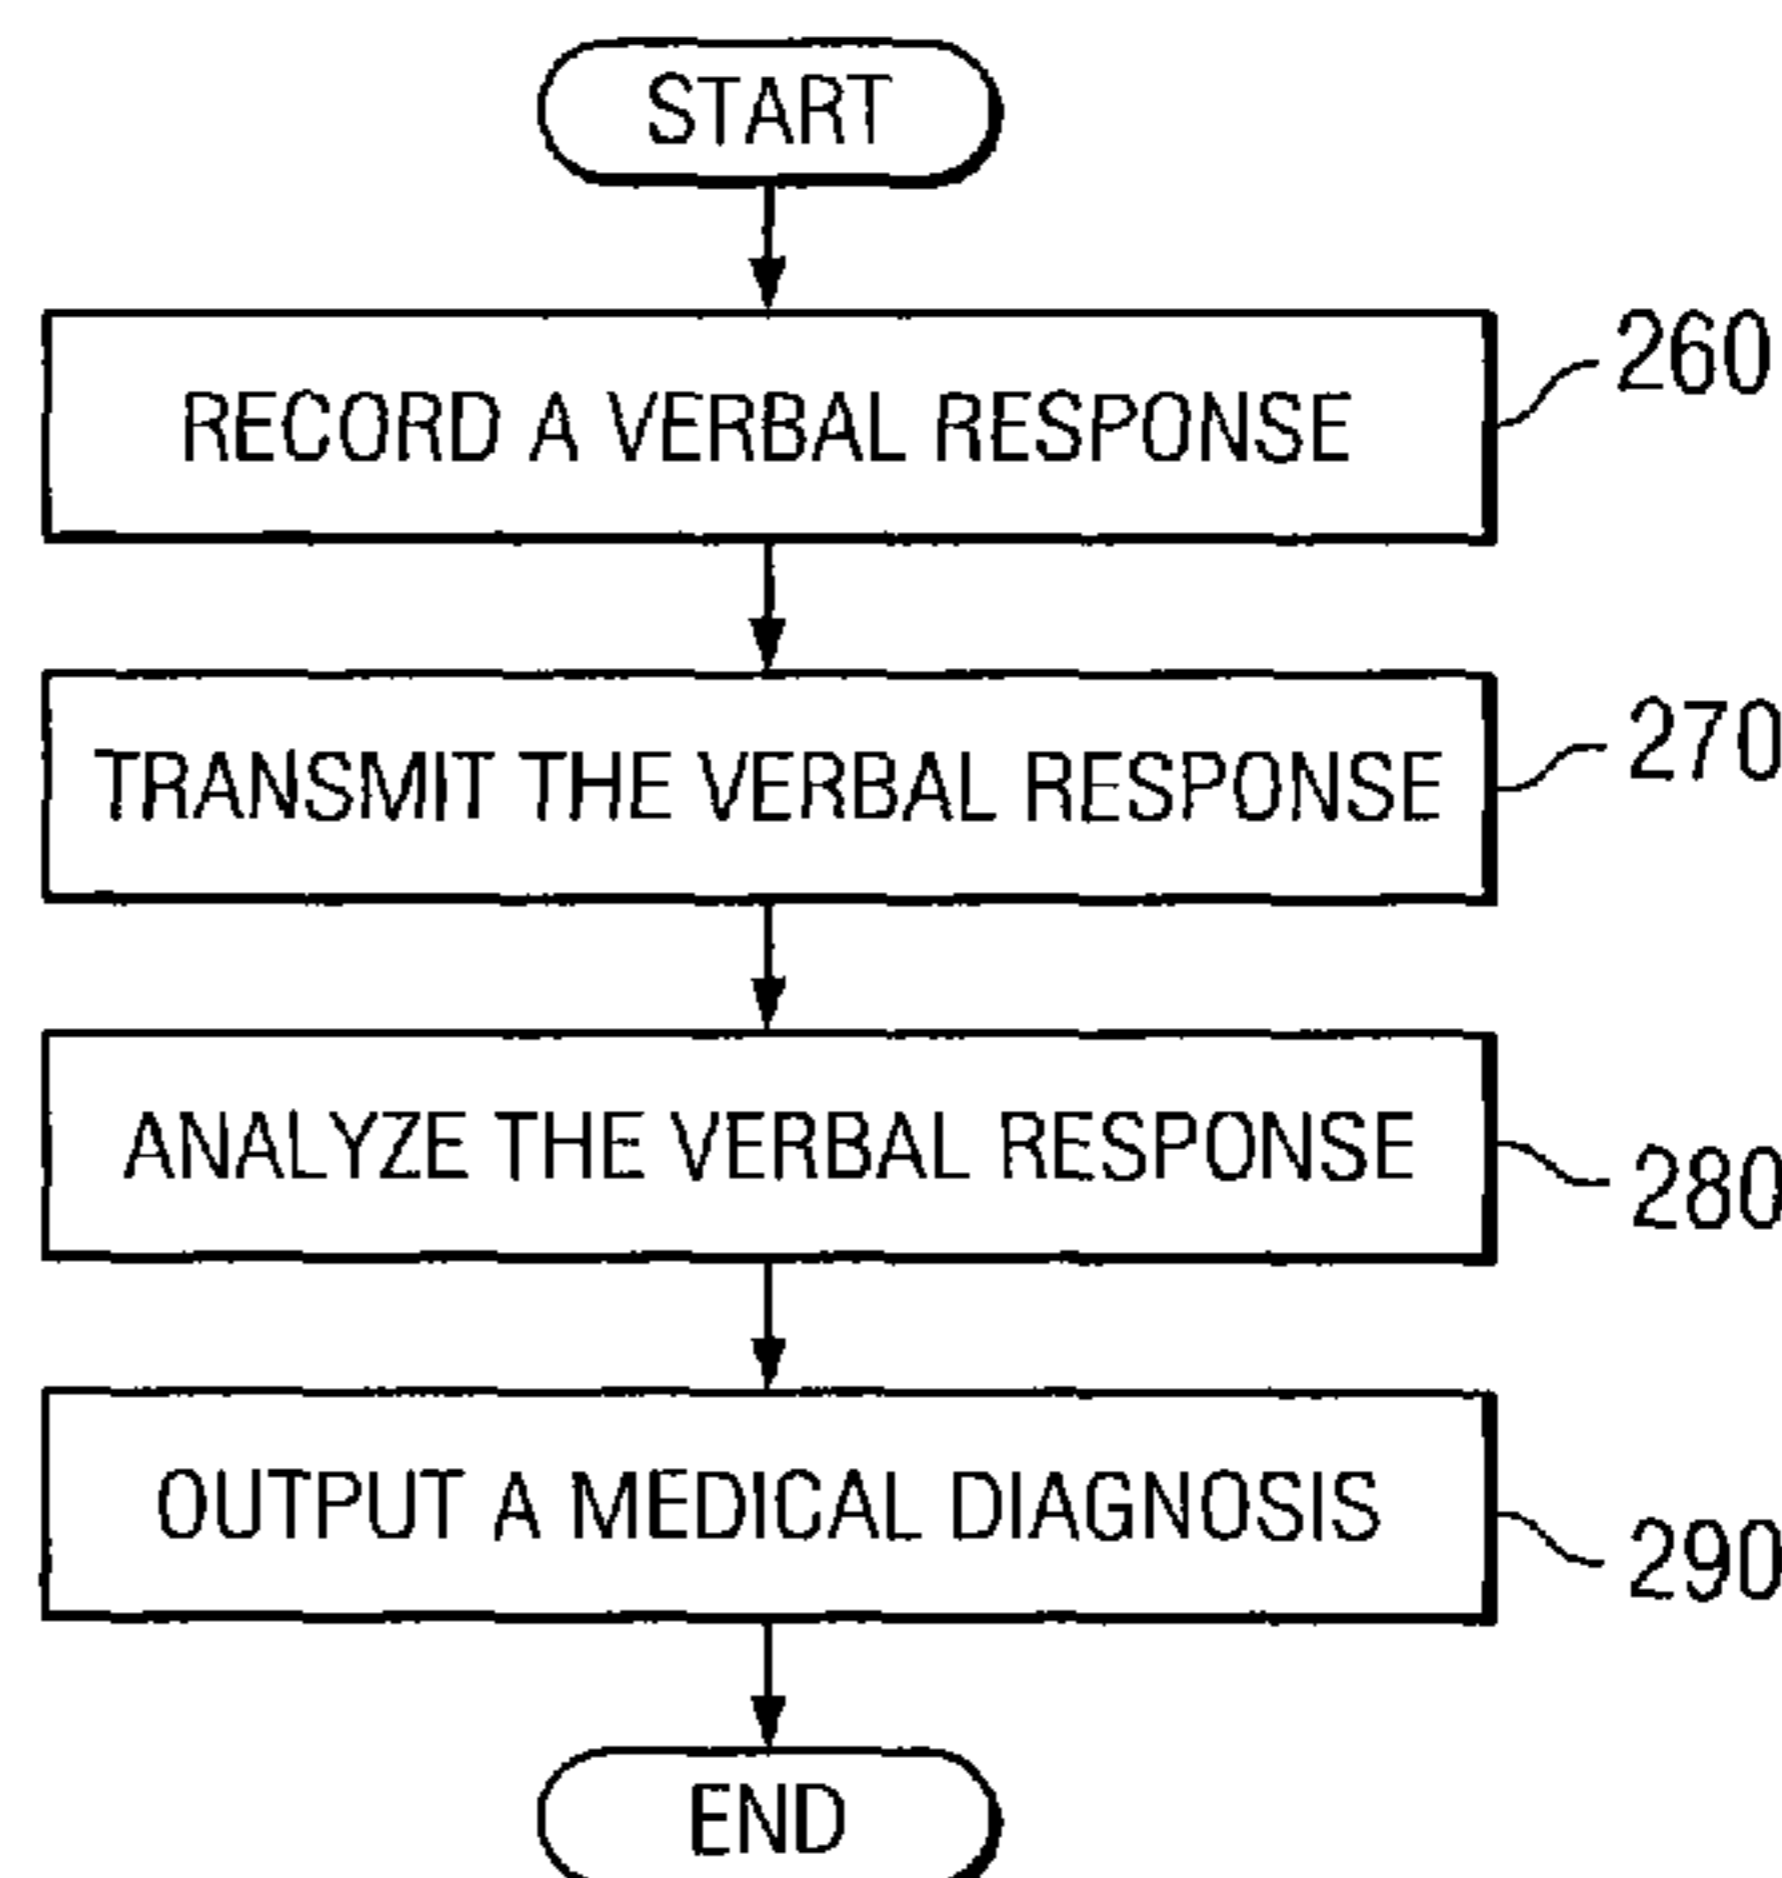 START
RECORD A VERBAL RESPONSE
260
TRANSMIT THE VERBAL RESPONSE
270
ANALYZE THE VERBAL RESPONSE
280
OUTPUT A MEDICAL DIAGNOSIS
290
END